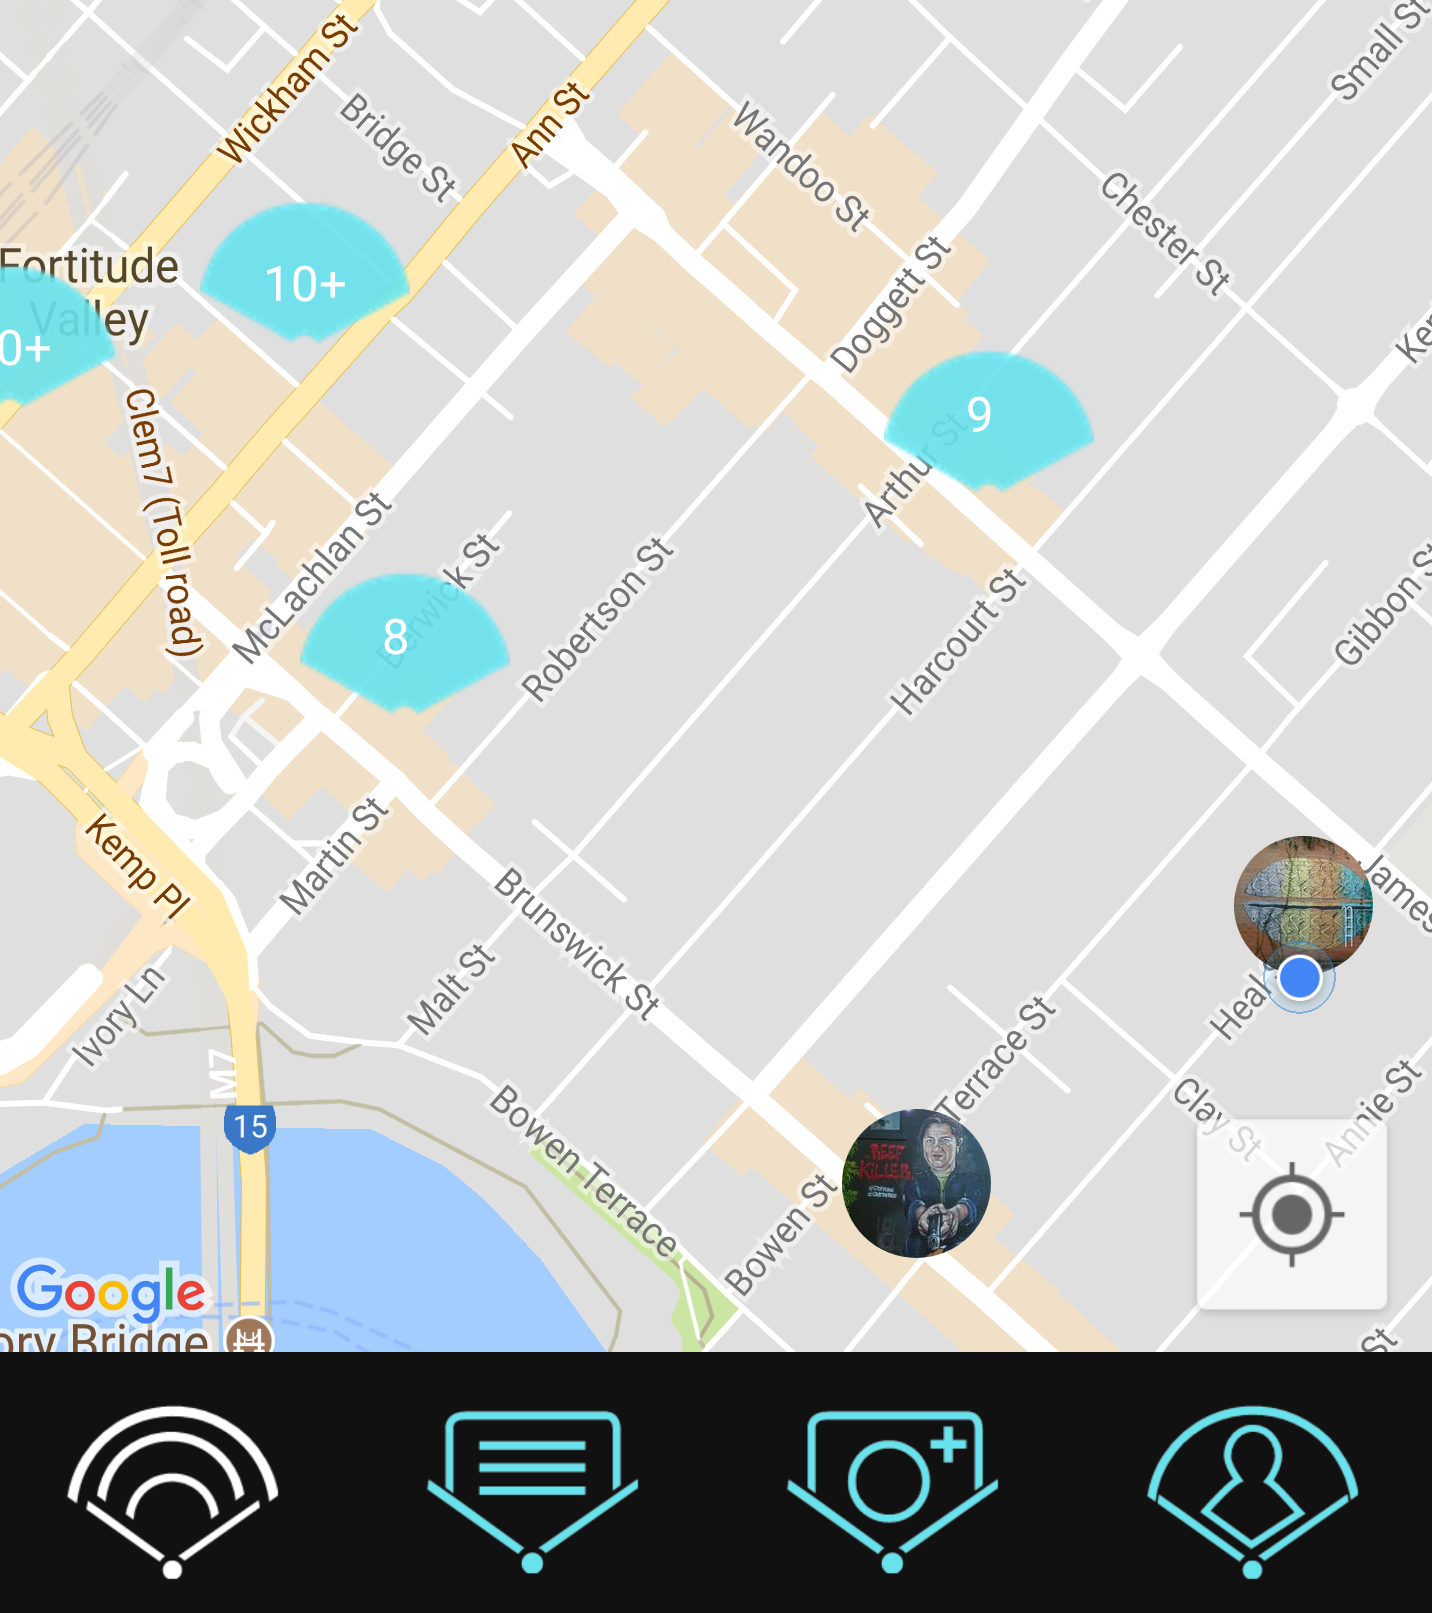 Wickham St
Bridge St
Ann St
Wandoo St
Small St
Chester St
Fortitude
Valley
10+
0+
Doggett St
Clem7 (Toll road)
9
Arthur St
McLachlan St
8
Robertson St
Harcourt St
Gibbon St
Kemp Pl
Martin St
Brunswick St
James
Malt St
Ivory Ln
M7
Heal
Terrace St
Clay St
Annie St
15
Bowen Terrace
REEF
KILLER
Bowen St
Google
ory Bridge
St